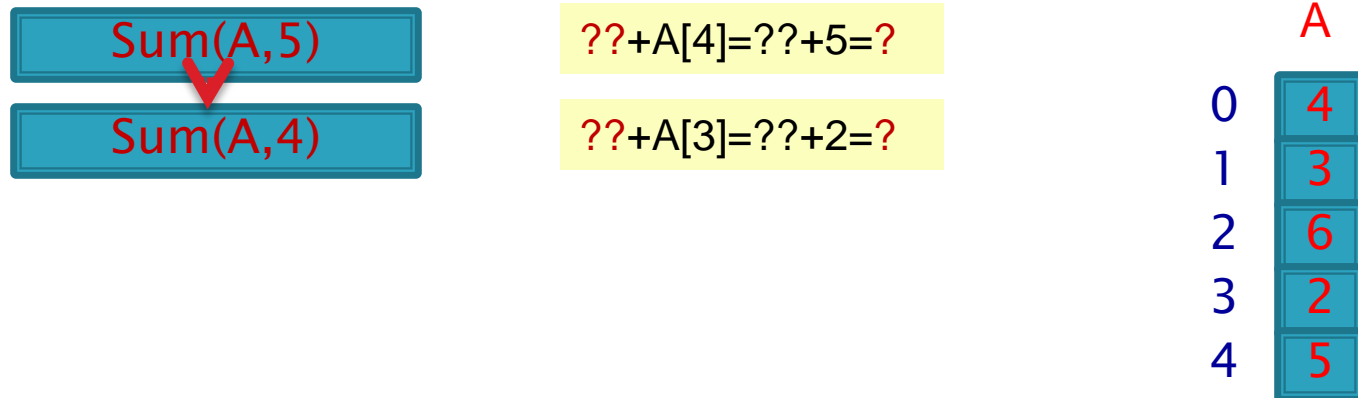 Sum(A,5)
??+A[4]=??+5=?
Sum(A,4)
??+A[3]=??+2=?
A
0 4
1 3
2 6
3 2
4 5